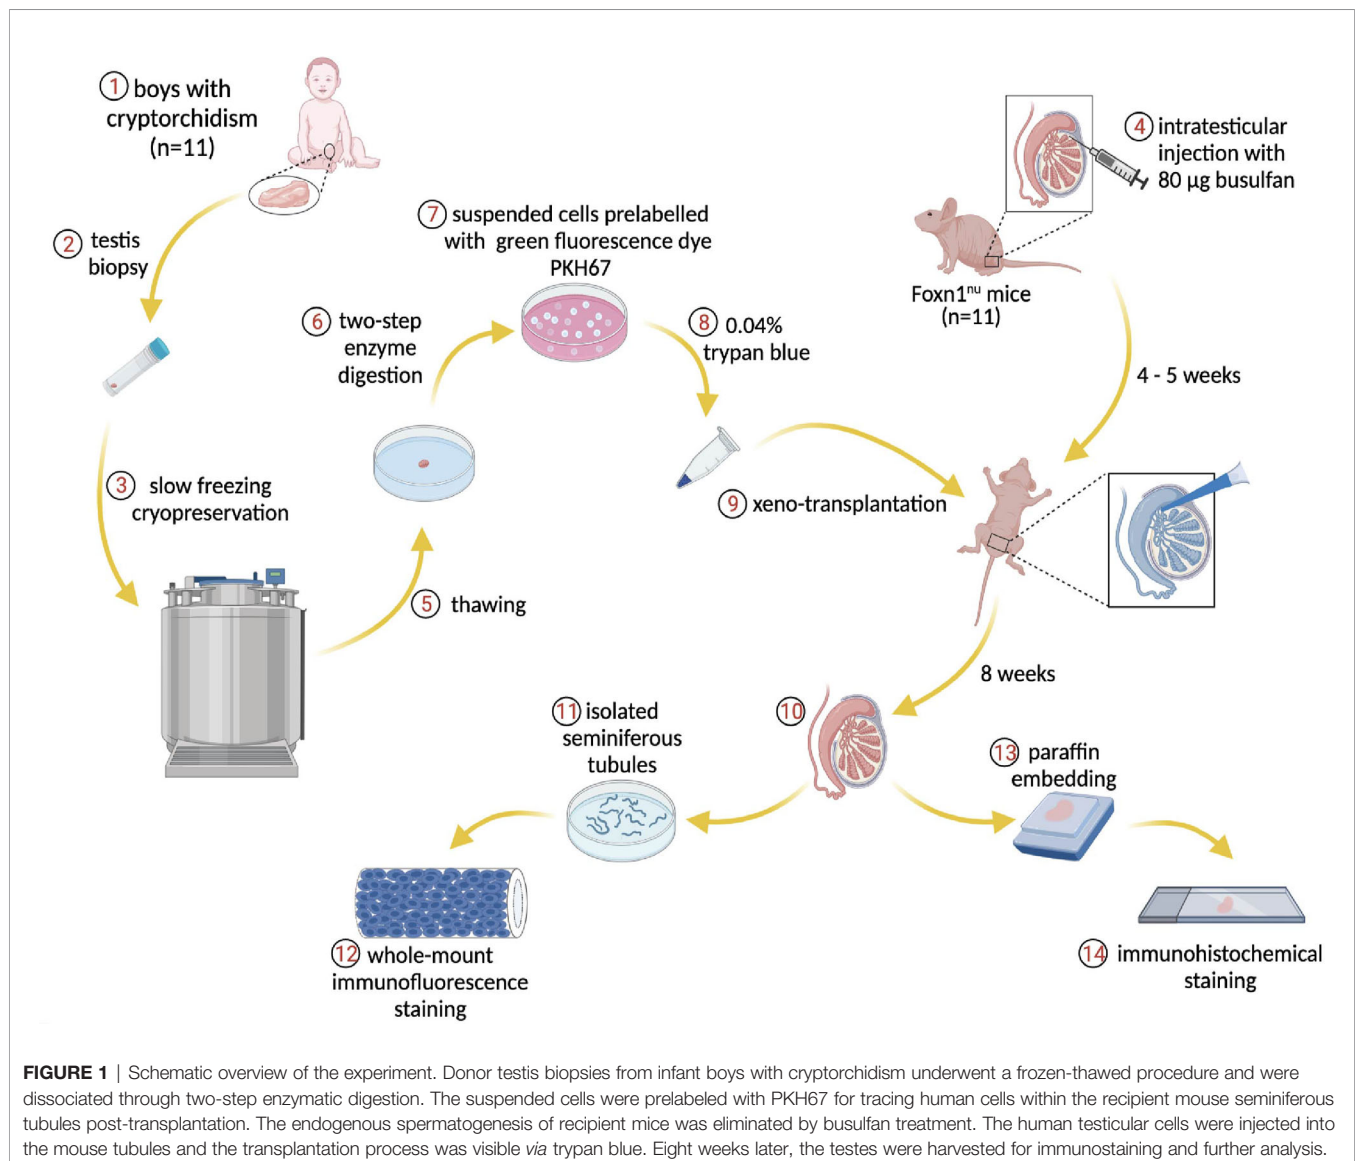 1 boys with
cryptorchidism
(n=11)
2 testis
biopsy
3 slow freezing
cryopreservation
4 intratesticular
injection with
80 µg busulfan
Foxn1ⁿᵘ mice
(n=11)
4 - 5 weeks
5 thawing
6 two-step
enzyme
digestion
7 suspended cells prelabelled
with green fluorescence dye
PKH67
8 0.04%
trypan blue
9 xeno-transplantation
8 weeks
10
11 isolated
seminiferous
tubules
12 whole-mount
immunofluorescence
staining
13 paraffin
embedding
14 immunohistochemical
staining
FIGURE 1 | Schematic overview of the experiment. Donor testis biopsies from infant boys with cryptorchidism underwent a frozen-thawed procedure and were
dissociated through two-step enzymatic digestion. The suspended cells were prelabeled with PKH67 for tracing human cells within the recipient mouse seminiferous
tubules post-transplantation. The endogenous spermatogenesis of recipient mice was eliminated by busulfan treatment. The human testicular cells were injected into
the mouse tubules and the transplantation process was visible via trypan blue. Eight weeks later, the testes were harvested for immunostaining and further analysis.